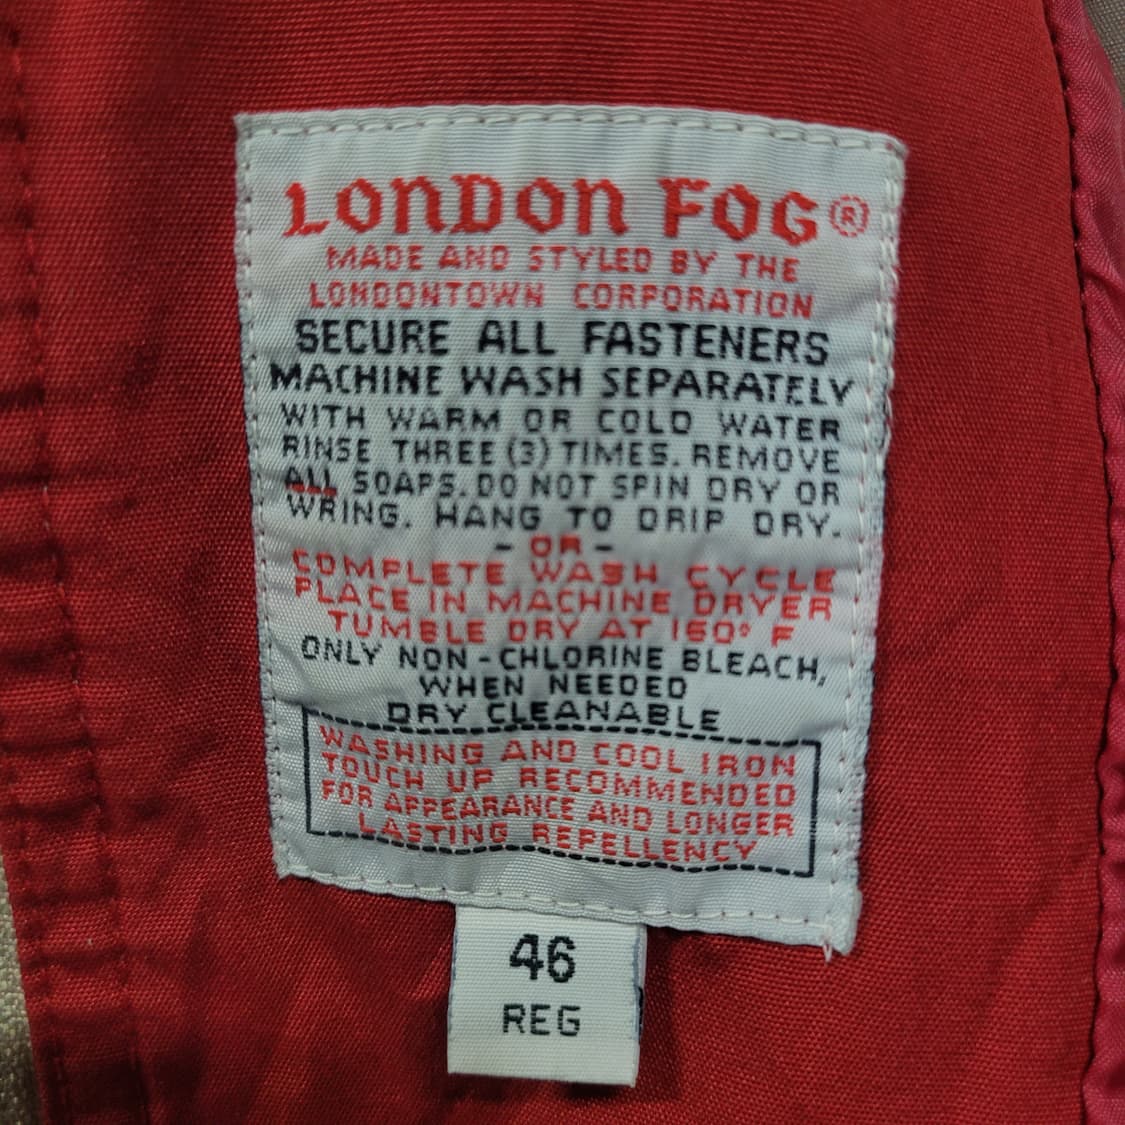 LONDON FOG®
MADE AND STYLED BY THE
LONDONTOWN CORPORATION
SECURE ALL FASTENERS
MACHINE WASH SEPARATELY
WITH WARM OR COLD WATER
RINSE THREE (3) TIMES. REMOVE
ALL SOAPS. DO NOT SPIN DRY OR
WRING. HANG TO DRIP DRY.
- OR -
COMPLETE WASH CYCLE
PLACE IN MACHINE DRYER
TUMBLE DRY AT 160° F
ONLY NON-CHLORINE BLEACH,
WHEN NEEDED
DRY CLEANABLE
WASHING AND COOL IRON
TOUCH UP RECOMMENDED
FOR APPEARANCE AND LONGER
LASTING REPELLENCY
46
REG